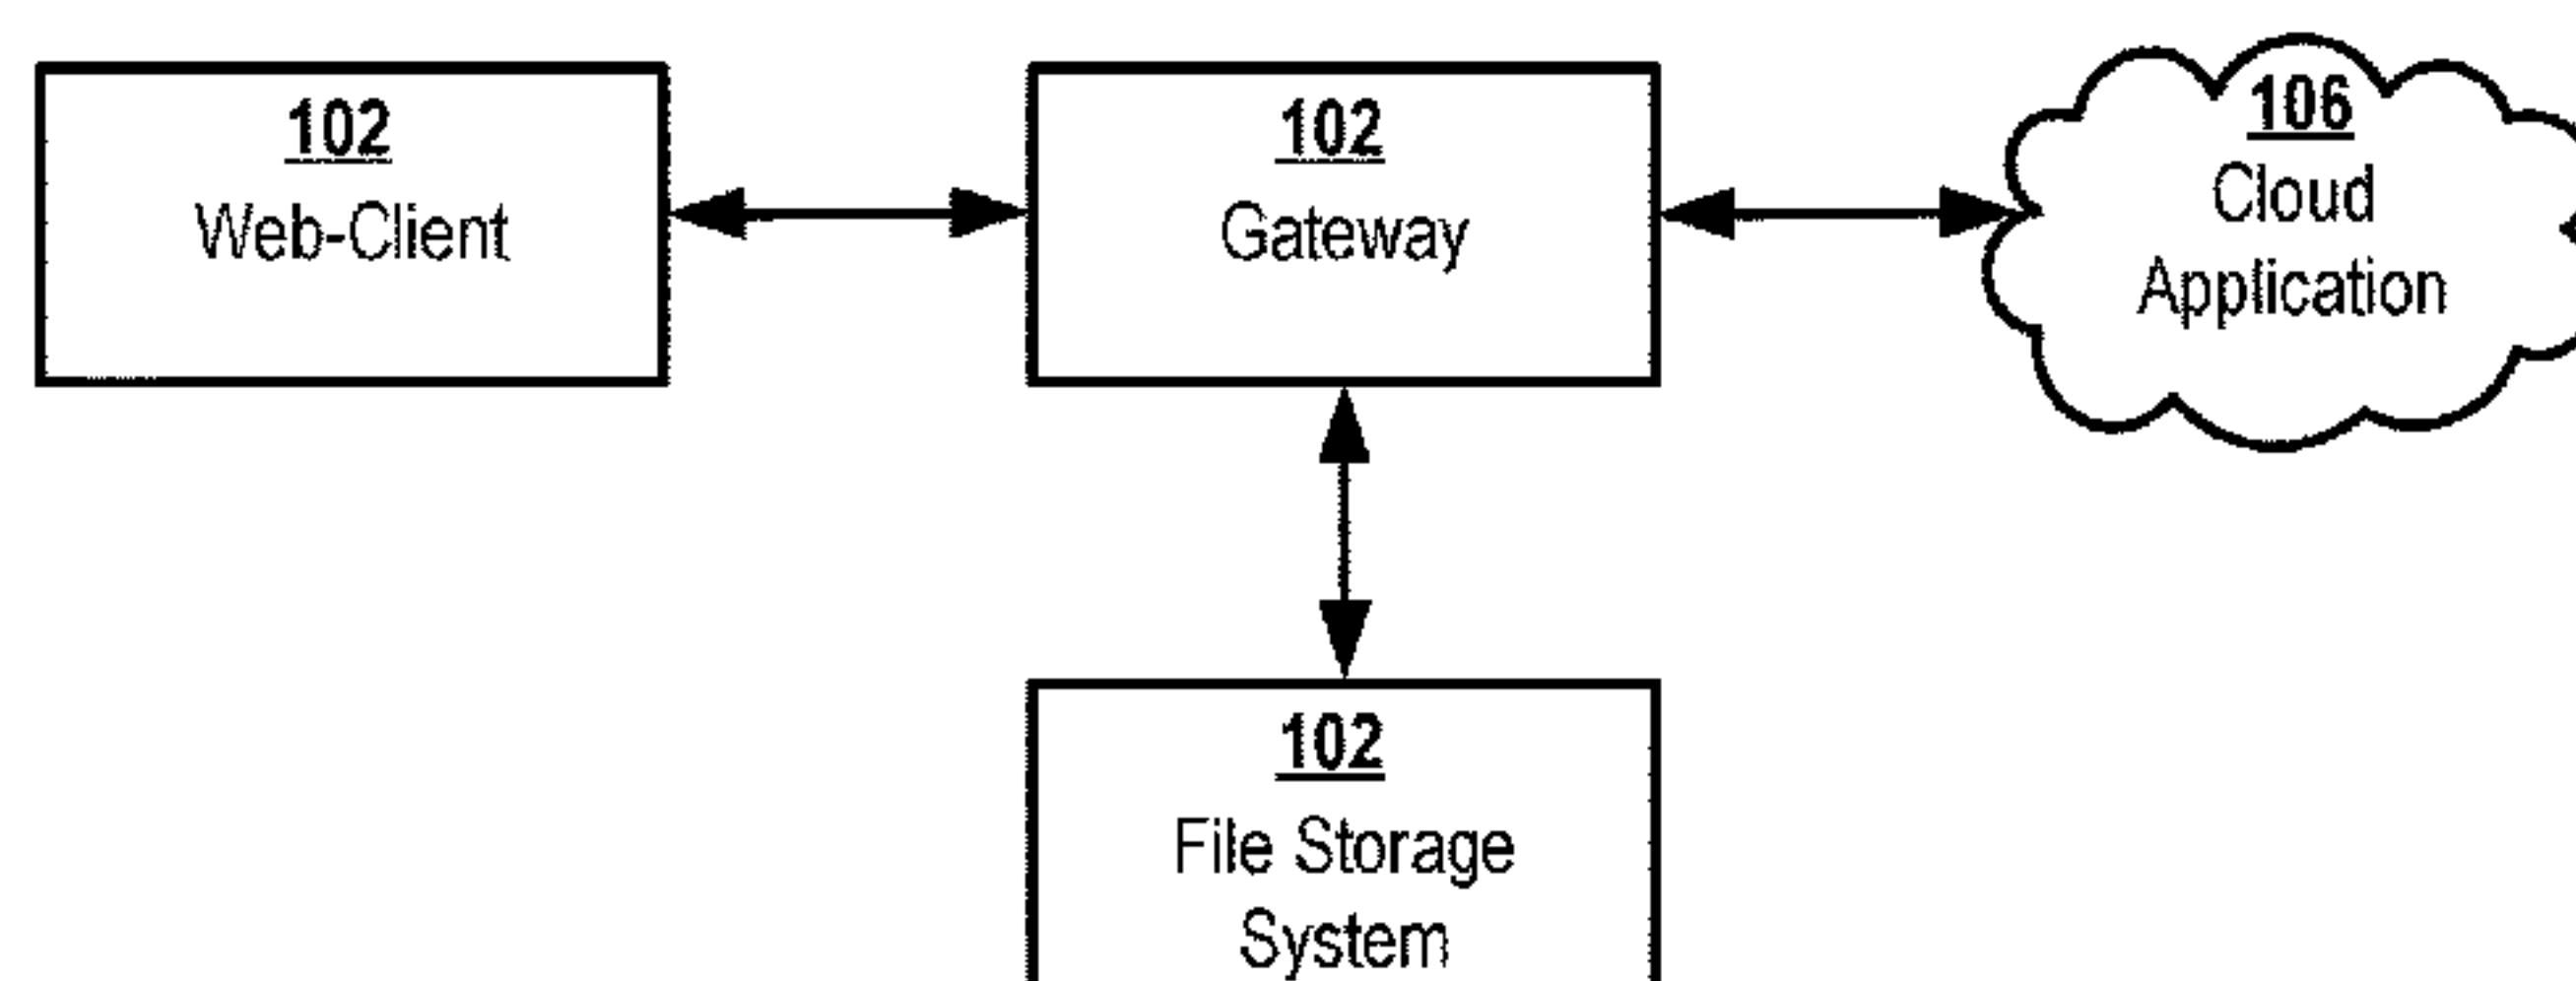 102
Web-Client
102
Gateway
106
Cloud
Application
102
File Storage
System